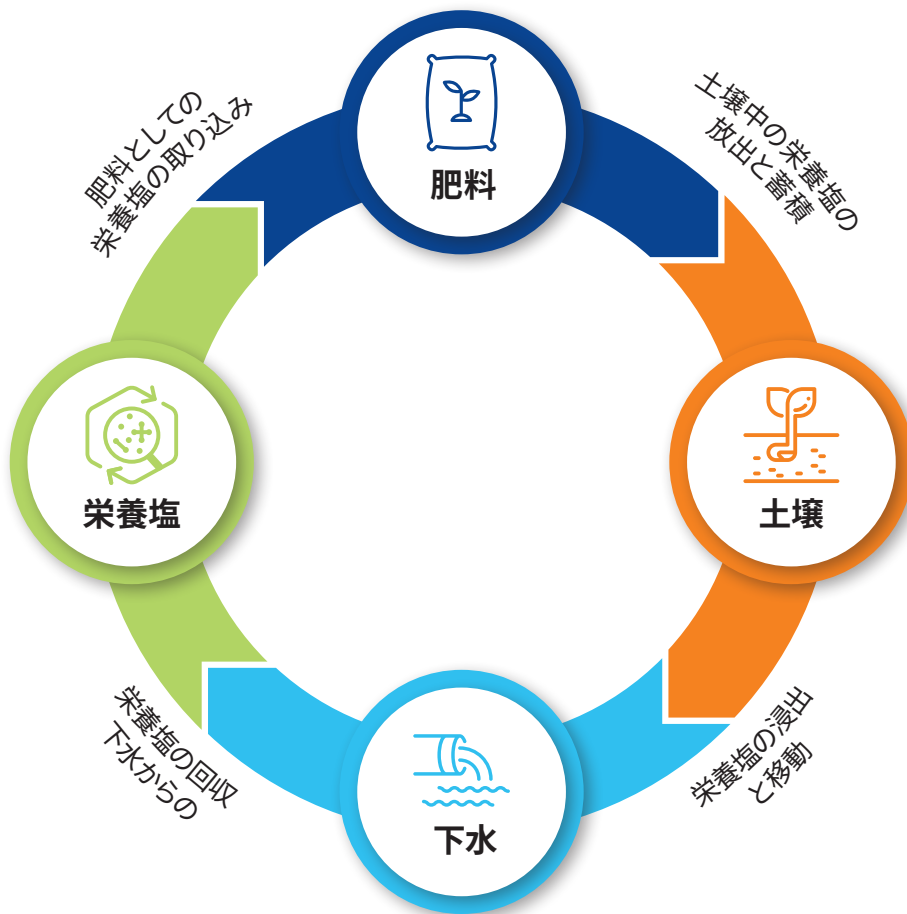 肥料
土壌中の栄養塩の
放出と蓄積
土壌
栄養塩の浸出
と移動
下水
栄養塩の回収
下水からの
栄養塩
肥料としての
栄養塩の取り込み